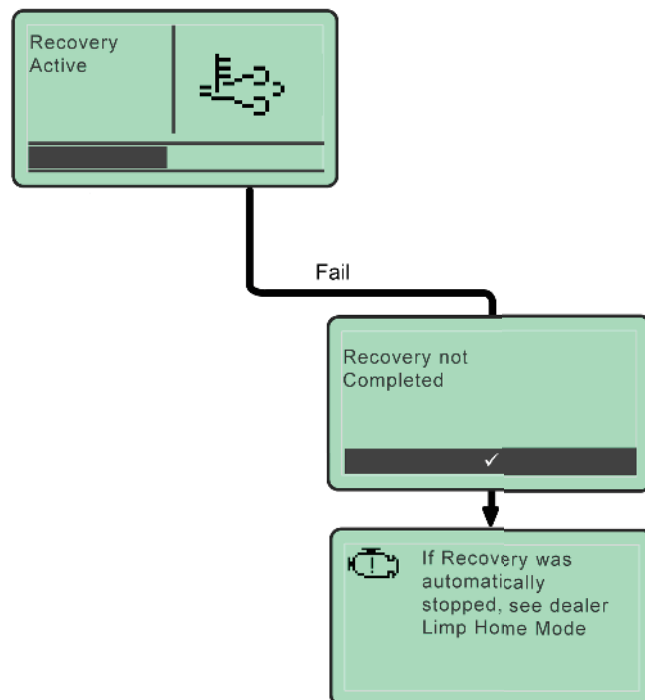 Recovery
Active
Fail
Recovery not
Completed
If Recovery was
automatically
stopped, see dealer
Limp Home Mode